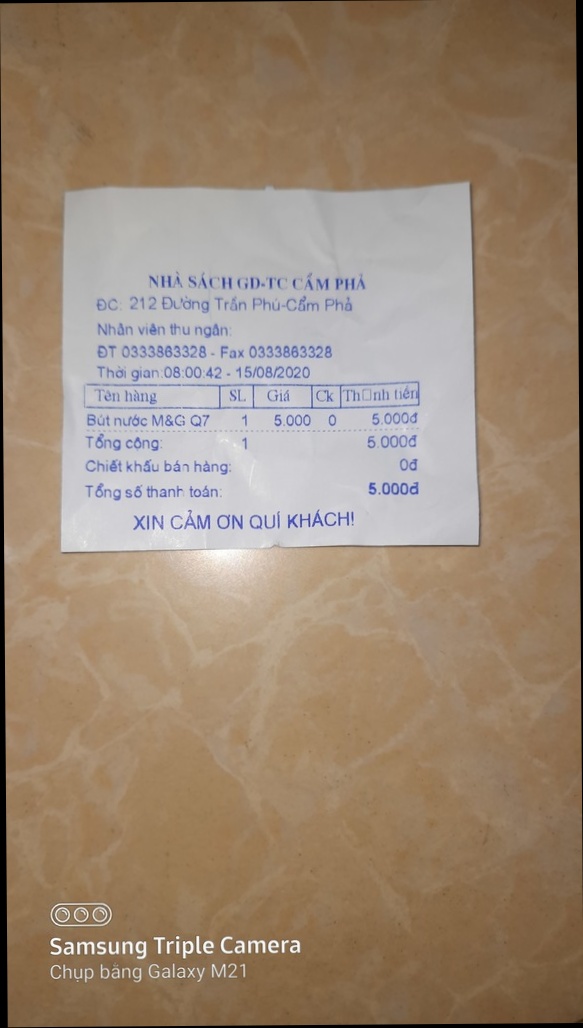 NHÀ SÁCH GD-TC CẨM PHẢ
ĐC: 212 Đường Trần Phú-Cẩm Phả
Nhân viên thu ngân:
ĐT 0333863328 - Fax 0333863328
Thời gian:08:00:42 - 15/08/2020
Tên hàng SL Giá Ck Th□nh tiền
Bút nước M&G Q7 1 5.000 0 5.000đ
Tổng cộng: 1 5.000đ
Chiết khấu bán hàng: 0đ
Tổng số thanh toán: 5.000đ
XIN CẢM ƠN QUÍ KHÁCH!
Samsung Triple Camera
Chụp bằng Galaxy M21